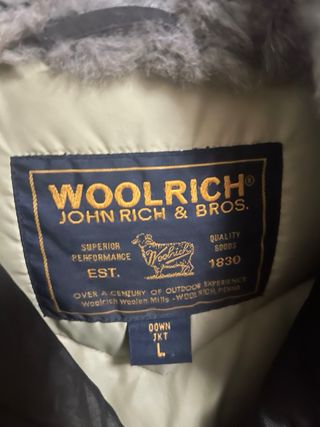 WOOLRICH®
JOHN RICH & BROS.
SUPERIOR PERFORMANCE
EST.
Woolrich
QUALITY GOODS
1830
OVER A CENTURY OF OUTDOOR EXPERIENCE
Woolrich Woolen Mills - WOOLRICH, PENNA.
DOWN
JKT
L